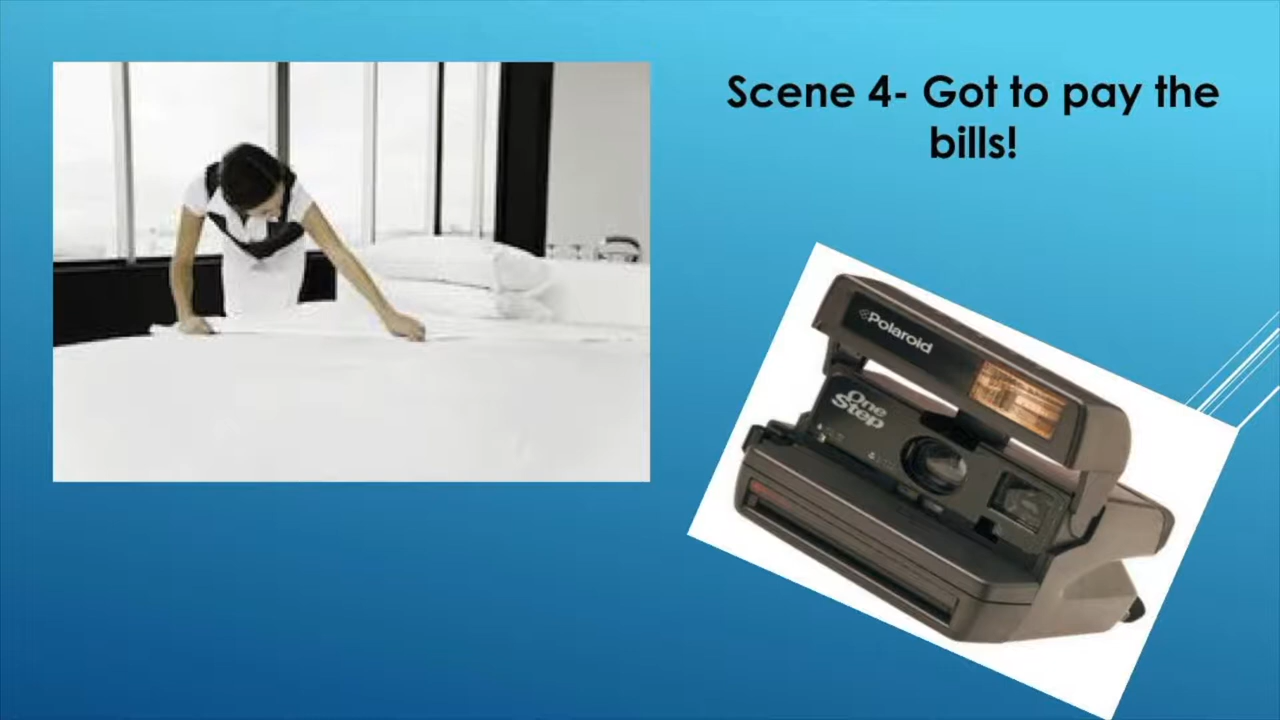 Scene 4- Got to pay the
bills!
Polaroid
One
Step